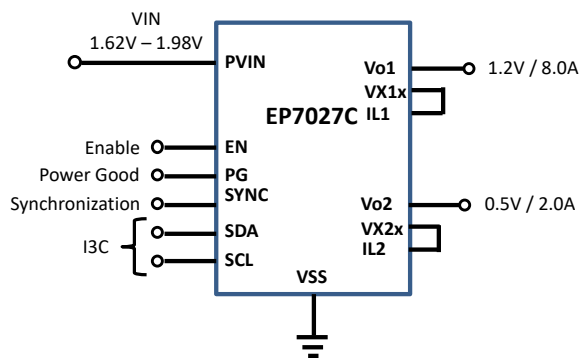 VIN
1.62V – 1.98V
PVIN
Vo1
1.2V / 8.0A
VX1x
EP7027C
IL1
Enable
EN
Power Good
PG
Synchronization
SYNC
Vo2
0.5V / 2.0A
I3C
SDA
VX2x
IL2
SCL
VSS